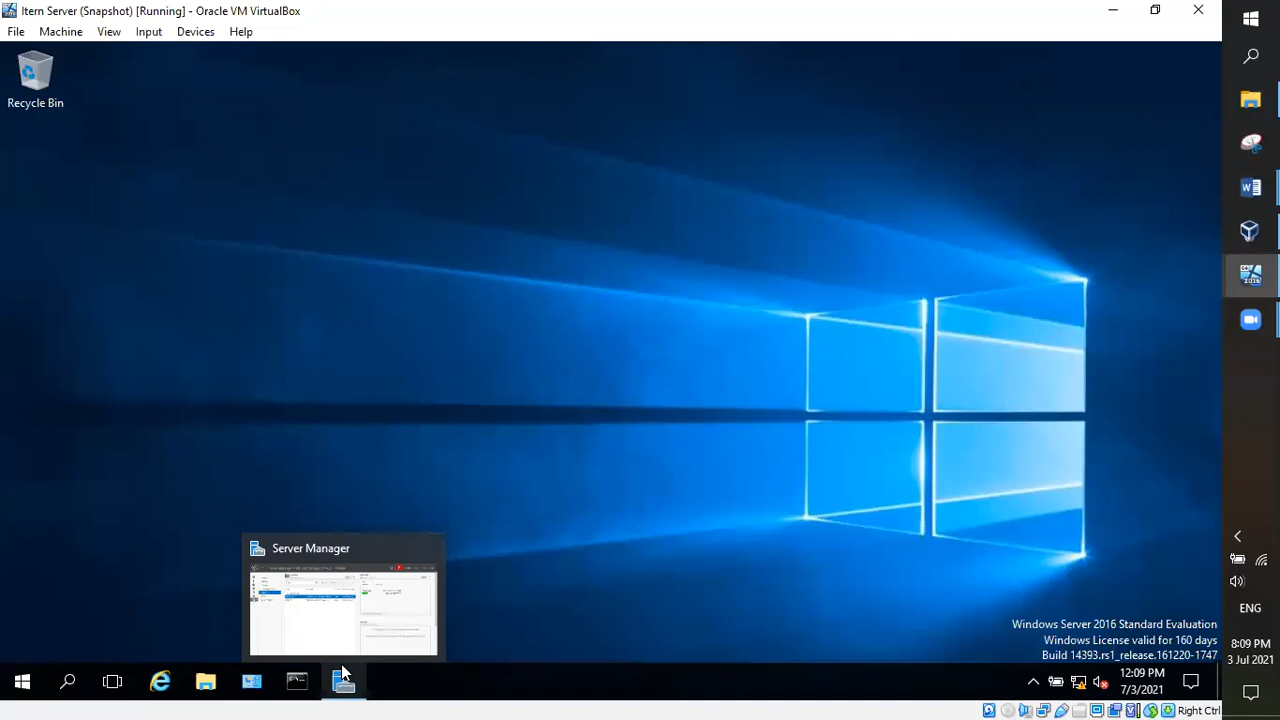 Itern Server (Snapshot) [Running] - Oracle VM VirtualBox
File Machine View Input Devices Help
Recycle Bin
2016
Server Manager
Windows Server 2016 Standard Evaluation
Windows License valid for 160 days
Build 14393.rs1_release.161220-1747
ENG
8:09 PM
3 Jul 2021
12:09 PM
7/3/2021
Right Ctrl